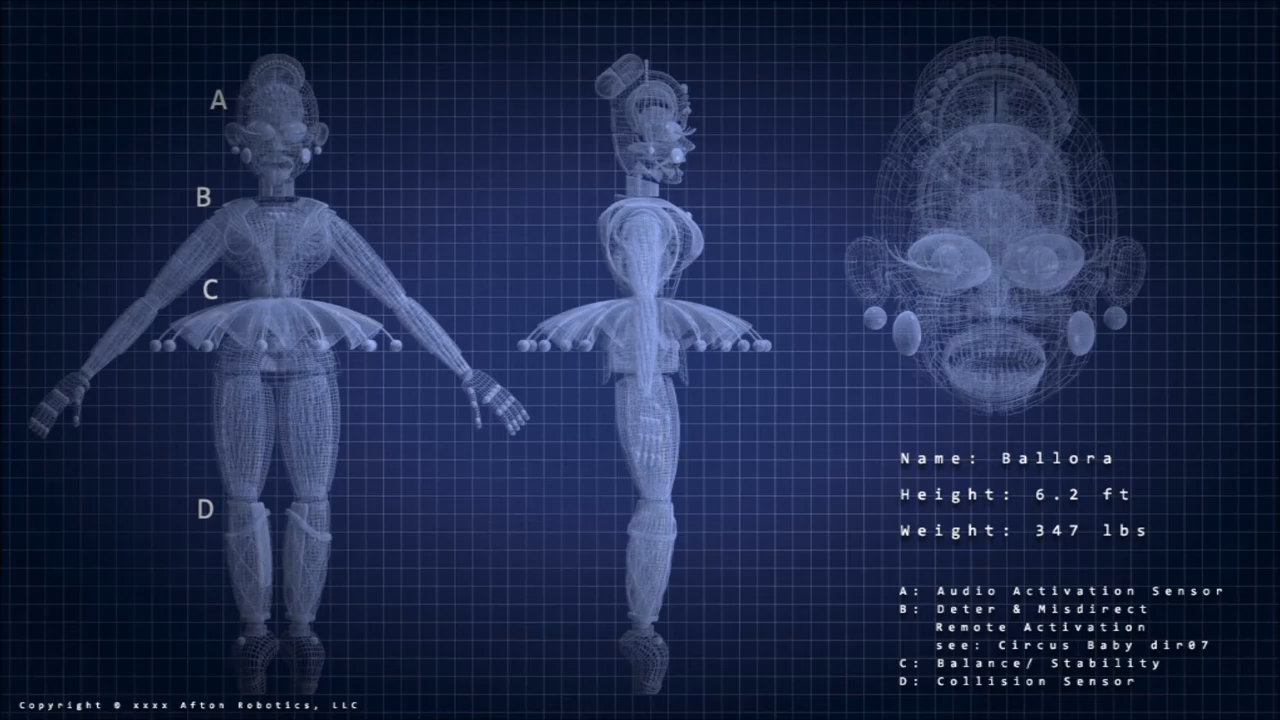 A
B
C
D
Name: Ballora
Height: 6.2 ft
Weight: 347 lbs
A: Audio Activation Sensor
B: Deter & Misdirect
Remote Activation
see: Circus Baby dir07
C: Balance/ Stability
D: Collision Sensor
Copyright © xxxx Afton Robotics, LLC